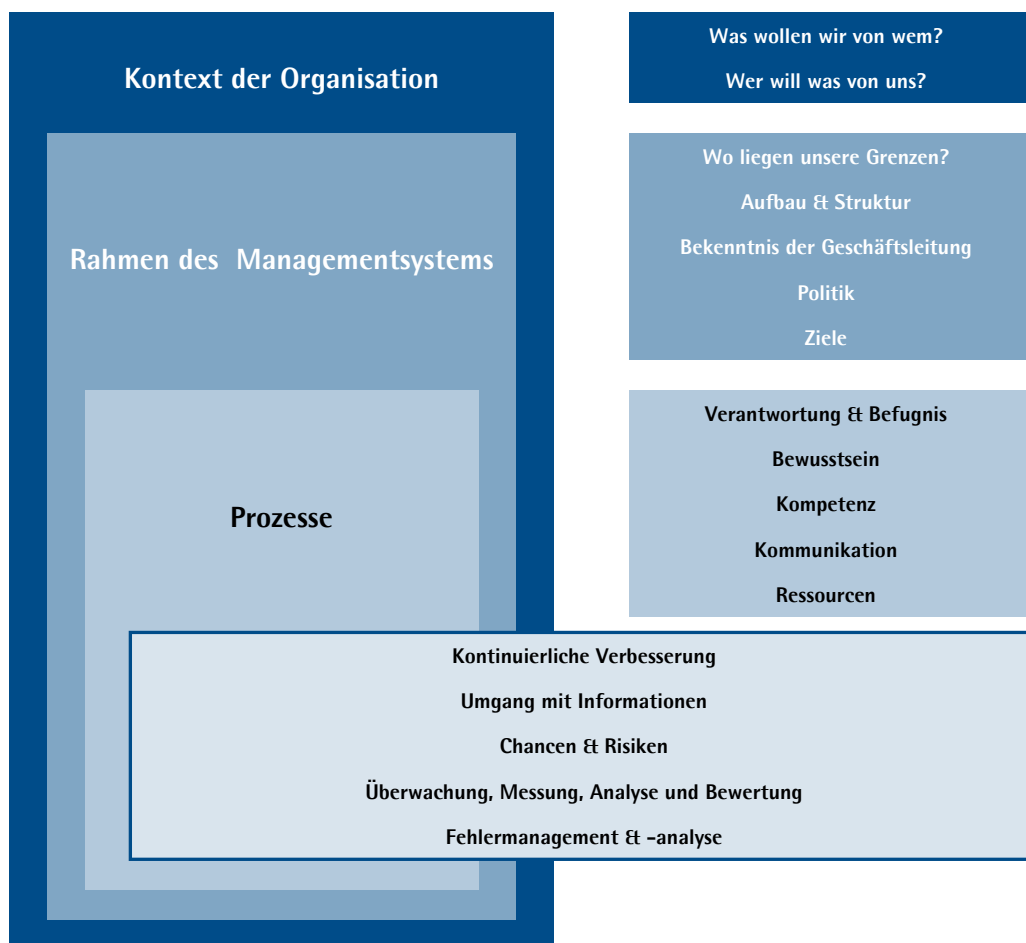 Kontext der Organisation
Was wollen wir von wem?
Wer will was von uns?
Rahmen des Managementsystems
Wo liegen unsere Grenzen?
Aufbau & Struktur
Bekenntnis der Geschäftsleitung
Politik
Ziele
Prozesse
Verantwortung & Befugnis
Bewusstsein
Kompetenz
Kommunikation
Ressourcen
Kontinuierliche Verbesserung
Umgang mit Informationen
Chancen & Risiken
Überwachung, Messung, Analyse und Bewertung
Fehlermanagement & -analyse